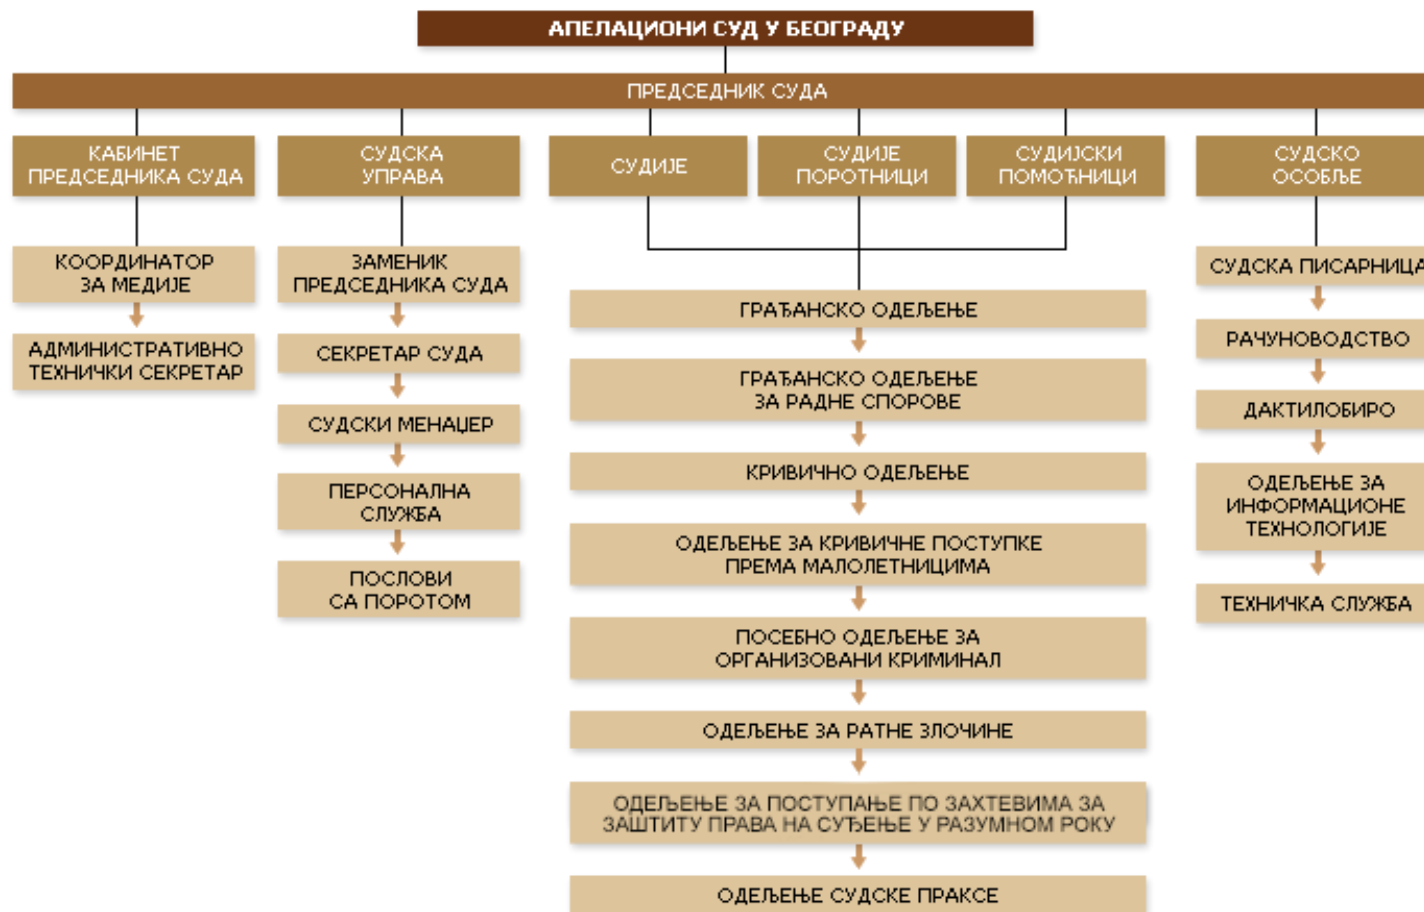 АПЕЛАЦИОНИ СУД У БЕОГРАДУ
ПРЕДСЕДНИК СУДА
КАБИНЕТ
ПРЕДСЕДНИКА СУДА
СУДСКА
УПРАВА
СУДИЈЕ
СУДИЈЕ
ПОРОТНИЦИ
СУДИЈСКИ
ПОМОЋНИЦИ
СУДСКО
ОСОБЉЕ
КООРДИНАТОР
ЗА МЕДИЈЕ
АДМИНИСТРАТИВНО
ТЕХНИЧКИ СЕКРЕТАР
ЗАМЕНИК
ПРЕДСЕДНИКА СУДА
СЕКРЕТАР СУДА
СУДСКИ МЕНАЏЕР
ПЕРСОНАЛНА
СЛУЖБА
ПОСЛОВИ
СА ПОРОТОМ
ГРАЂАНСКО ОДЕЉЕЊЕ
ГРАЂАНСКО ОДЕЉЕЊЕ
ЗА РАДНЕ СПОРОВЕ
КРИВИЧНО ОДЕЉЕЊЕ
ОДЕЉЕЊЕ ЗА КРИВИЧНЕ ПОСТУПКЕ
ПРЕМА МАЛОЛЕТНИЦИМА
ПОСЕБНО ОДЕЉЕЊЕ ЗА
ОРГАНИЗОВАНИ КРИМИНАЛ
ОДЕЉЕЊЕ ЗА РАТНЕ ЗЛОЧИНЕ
ОДЕЉЕЊЕ ЗА ПОСТУПАЊЕ ПО ЗАХТЕВИМА ЗА
ЗАШТИТУ ПРАВА НА СУЂЕЊЕ У РАЗУМНОМ РОКУ
ОДЕЉЕЊЕ СУДСКЕ ПРАКСЕ
СУДСКА ПИСАРНИЦА
РАЧУНОВОДСТВО
ДАКТИЛОБИРО
ОДЕЉЕЊЕ ЗА
ИНФОРМАЦИОНЕ
ТЕХНОЛОГИЈЕ
ТЕХНИЧКА СЛУЖБА